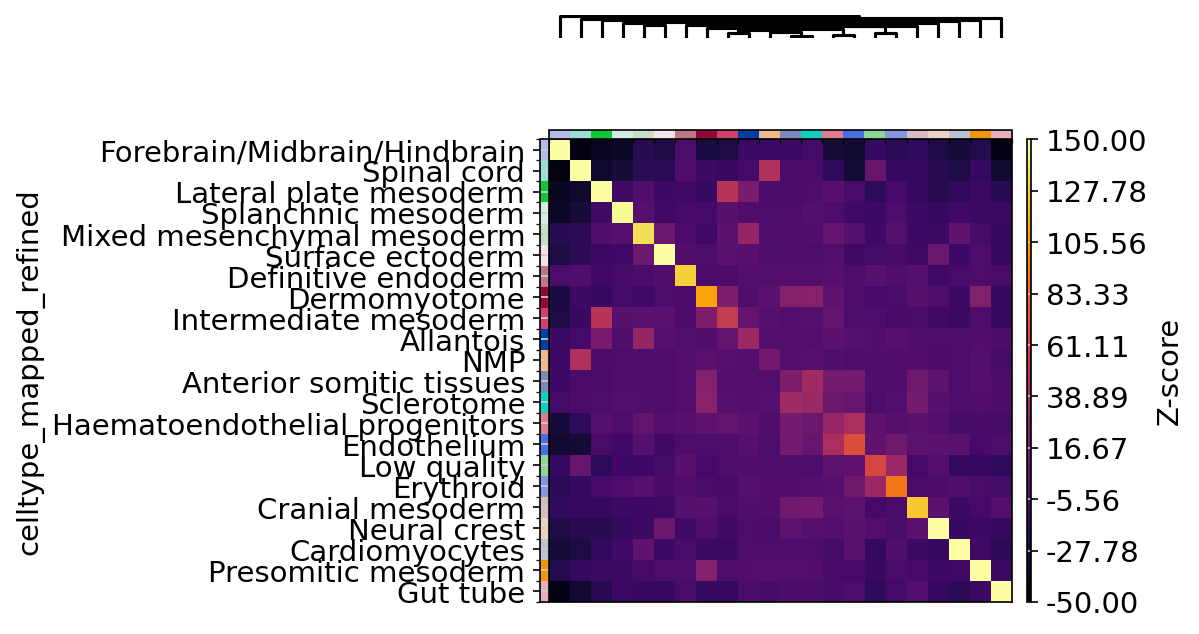 Forebrain/Midbrain/Hindbrain
Spinal cord
Lateral plate mesoderm
Splanchnic mesoderm
Mixed mesenchymal mesoderm
Surface ectoderm
Definitive endoderm
Dermomyotome
Intermediate mesoderm
Allantois
NMP
Anterior somitic tissues
Sclerotome
Haematoendothelial progenitors
Endothelium
Low quality
Erythroid
Cranial mesoderm
Neural crest
Cardiomyocytes
Presomitic mesoderm
Gut tube
celltype_mapped_refined
150.00
127.78
105.56
83.33
61.11
38.89
16.67
-5.56
-27.78
-50.00
Z-score